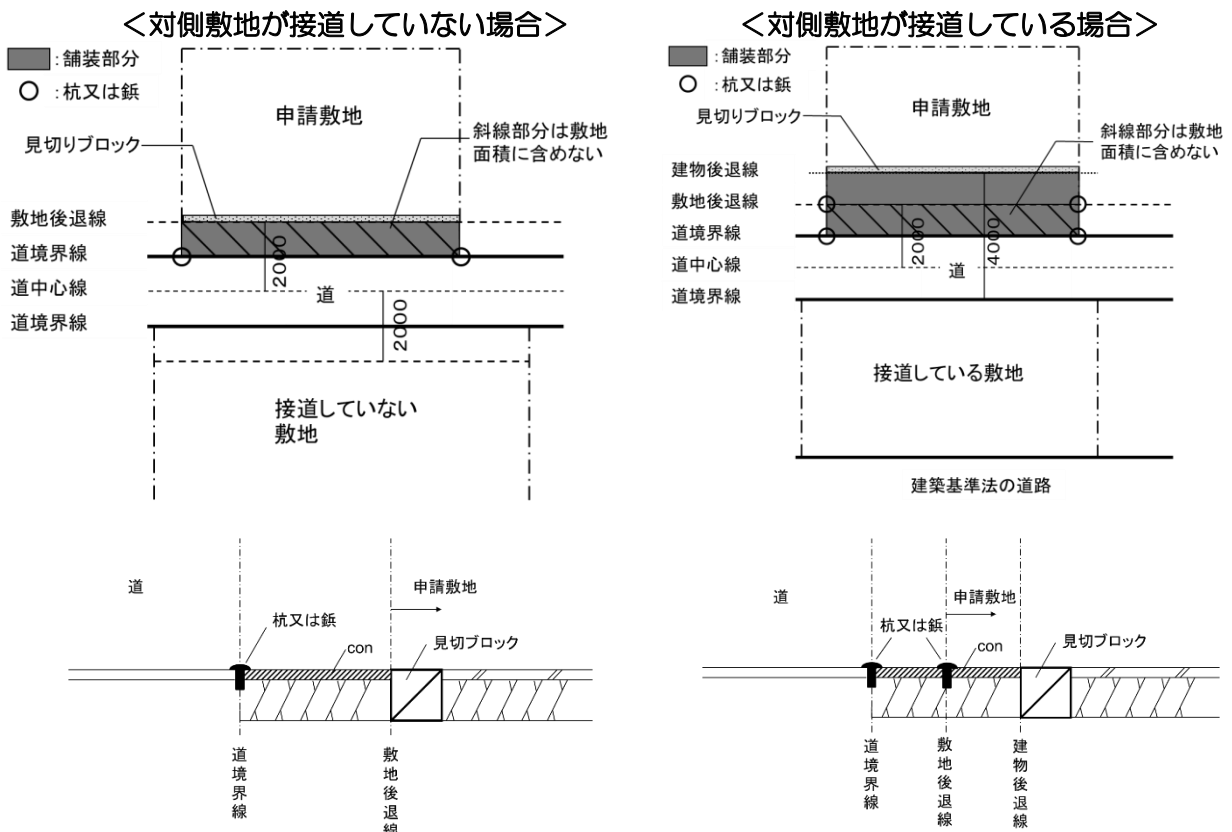 ＜対側敷地が接道していない場合＞
:舗装部分
:杭又は鋲
申請敷地
見切りブロック
斜線部分は敷地
面積に含めない
敷地後退線
道境界線
道中心線
道境界線
2000
道
2000
接道していない
敷地
道
申請敷地
杭又は鋲
con
見切ブロック
道境界線
敷地後退線
＜対側敷地が接道している場合＞
:舗装部分
:杭又は鋲
申請敷地
見切りブロック
斜線部分は敷地
面積に含めない
建物後退線
敷地後退線
道境界線
道中心線
道境界線
2000
4000
道
接道している敷地
建築基準法の道路
道
申請敷地
杭又は鋲
con
見切ブロック
道境界線
敷地後退線
建物後退線